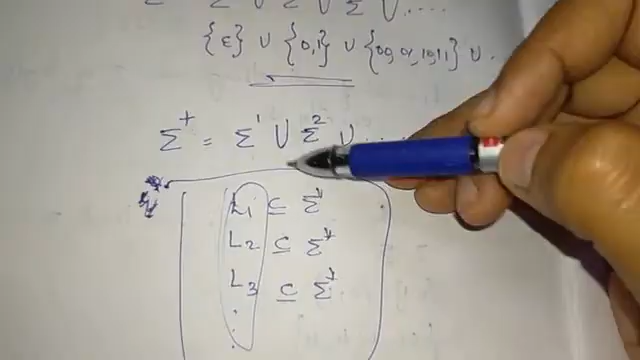 {ε} ∪ {0,1} ∪ {00,01,10,11} ∪ .
Σ⁺ = Σ¹ ∪ Σ² ∪ ....
L₁ ⊆ Σ*
L₂ ⊆ Σ*
L₃ ⊆ Σ*